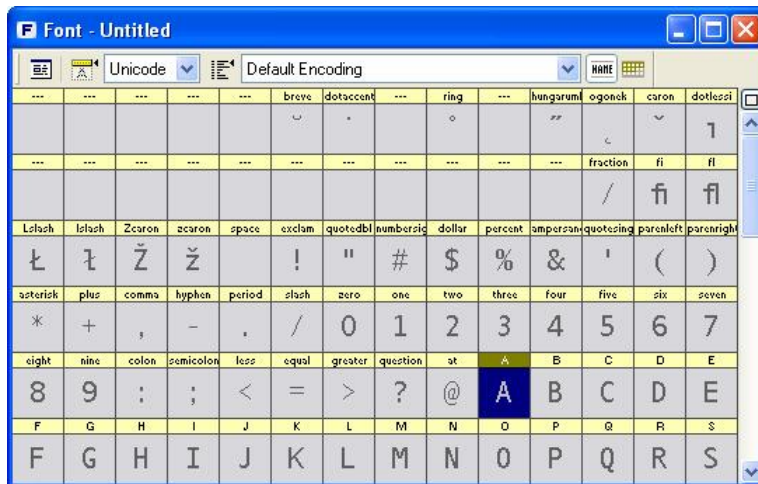 Font - Untitled
Unicode Default Encoding NAME
--- --- --- --- --- breve dotaccent --- ring --- hungaruml ogonek caron dotlessi
˘ ˙ ˚ ˝ ˛ ˇ ı
--- --- --- --- --- --- --- --- --- --- --- fraction fi fl
⁄ ﬁ ﬂ
Lslash lslash Zcaron zcaron space exclam quotedbl numbersig dollar percent ampersan quotesing parenleft parenright
Ł ł Ž ž ! " # $ % & ' ( )
asterisk plus comma hyphen period slash zero one two three four five six seven
* + , - . / 0 1 2 3 4 5 6 7
eight nine colon semicolon less equal greater question at A B C D E
8 9 : ; < = > ? @ A B C D E
F G H I J K L M N O P Q R S
F G H I J K L M N O P Q R S